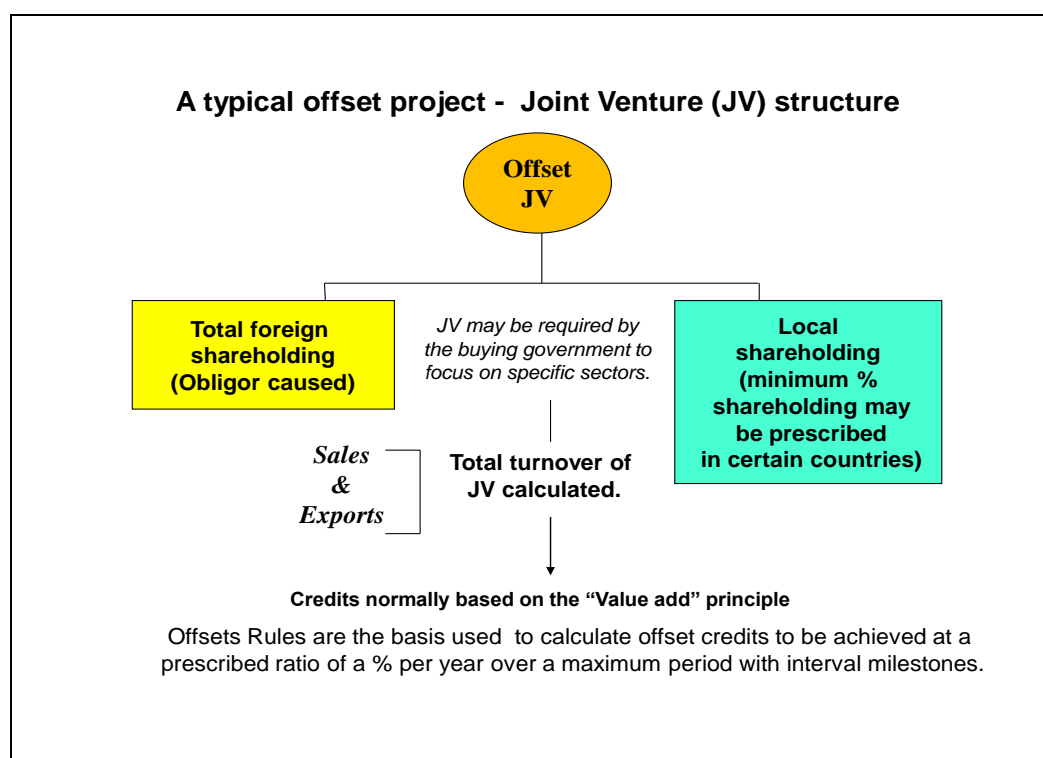 A typical offset project - Joint Venture (JV) structure
Offset
JV
Total foreign
shareholding
(Obligor caused)
JV may be required by
the buying government to
focus on specific sectors.
Local
shareholding
(minimum %
shareholding may
be prescribed
in certain countries)
Sales
&
Exports
Total turnover of
JV calculated.
Credits normally based on the “Value add” principle
Offsets Rules are the basis used to calculate offset credits to be achieved at a
prescribed ratio of a % per year over a maximum period with interval milestones.